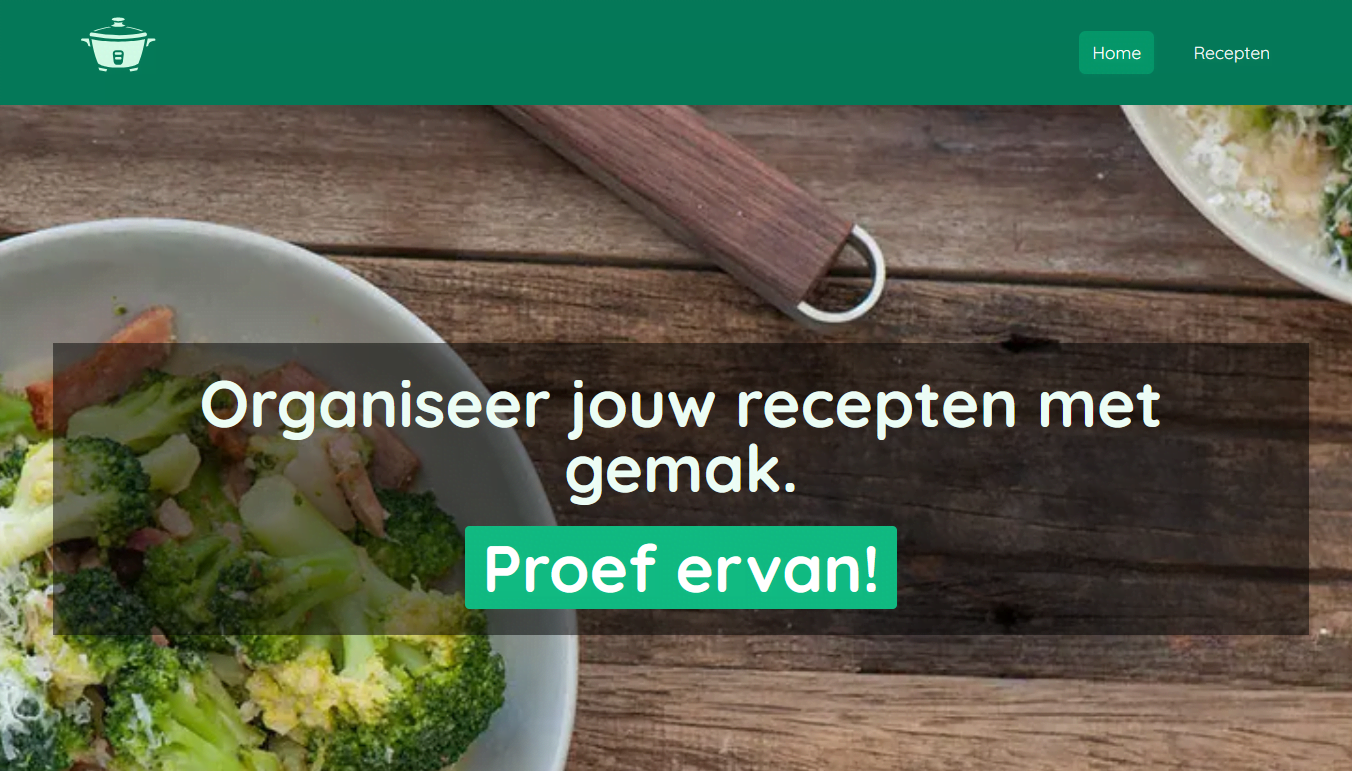 Home
Recepten
Organiseer jouw recepten met
gemak.
Proef ervan!